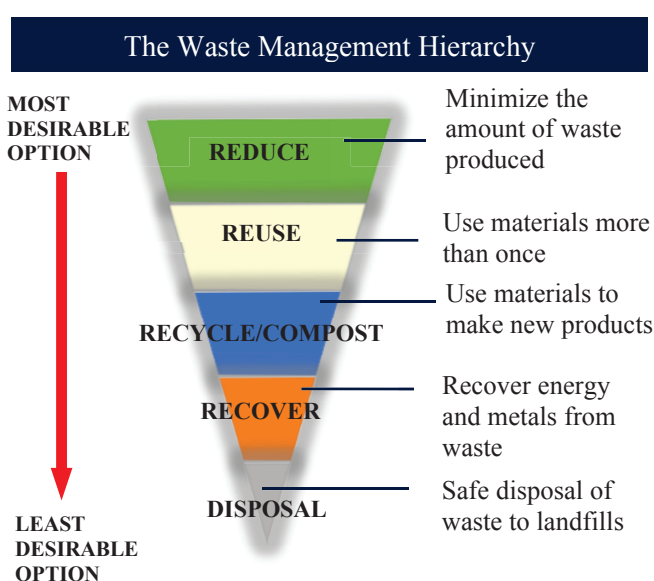 The Waste Management Hierarchy
MOST
DESIRABLE
OPTION
REDUCE
Minimize the
amount of waste
produced
REUSE
Use materials more
than once
RECYCLE/COMPOST
Use materials to
make new products
RECOVER
Recover energy
and metals from
waste
DISPOSAL
Safe disposal of
waste to landfills
LEAST
DESIRABLE
OPTION